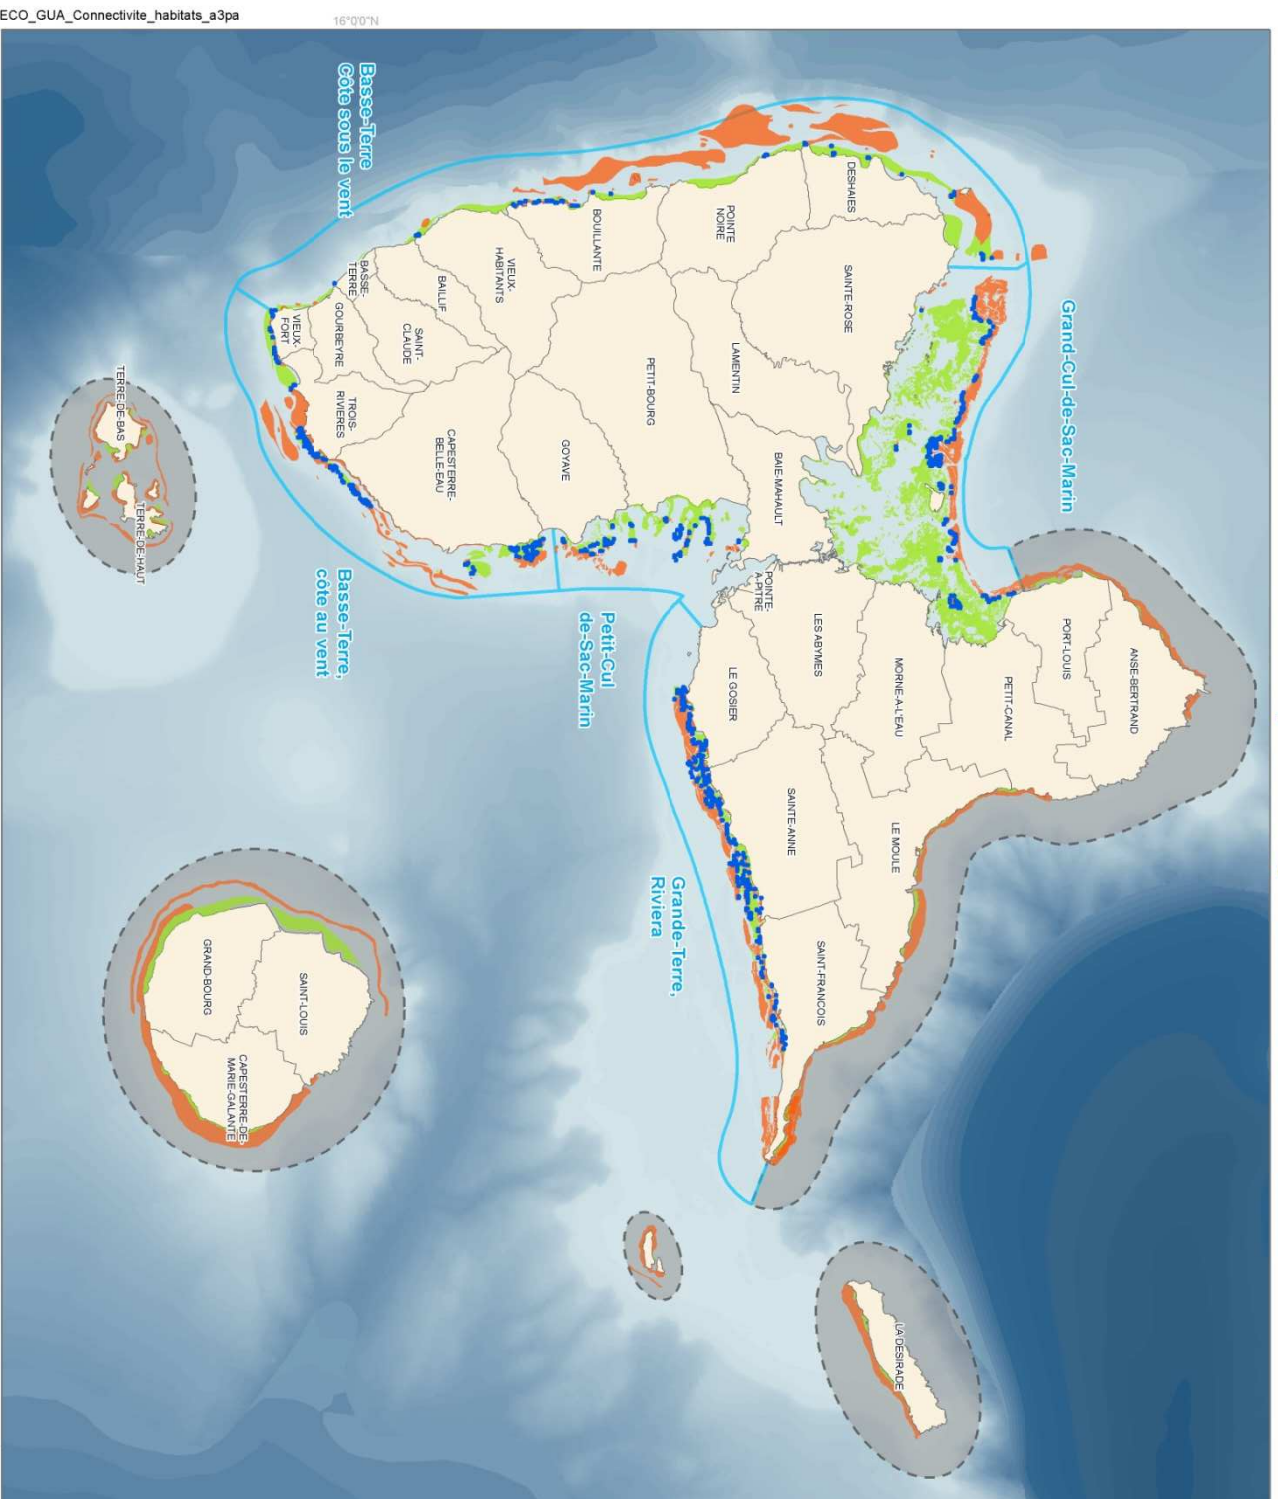 ECO_GUA_Connectivite_habitats_a3pa
16°0'0"N
Basse-Terre
Côte sous le vent
Grand-Cul-de-Sac-Marin
Basse-Terre,
côte au vent
Petit-Cul
de-Sac-Marin
Grande-Terre,
Riviera
DESHAIES
POINTE
NOIRE
SAINTE-ROSE
BOUILLANTE
VIEUX-
HABITANTS
LAMENTIN
PETIT-BOURG
BAILLIF
BASSE-
TERRE
SAINT-
CLAUDE
GOURBEYRE
VIEUX-
FORT
TROIS-
RIVIERES
CAPESTERRE-
BELLE-EAU
GOYAVE
BAIE-MAHAULT
POINTE-
A-PITRE
LES ABYMES
LE GOSIER
MORNE-A-L'EAU
PETIT-CANAL
PORT-LOUIS
ANSE-BERTRAND
SAINTE-ANNE
LE MOULE
SAINT-FRANCOIS
TERRE-DE-BAS
TERRE-DE-HAUT
GRAND-BOURG
SAINT-LOUIS
CAPESTERRE-DE-
MARIE-GALANTE
LA DESIRADE